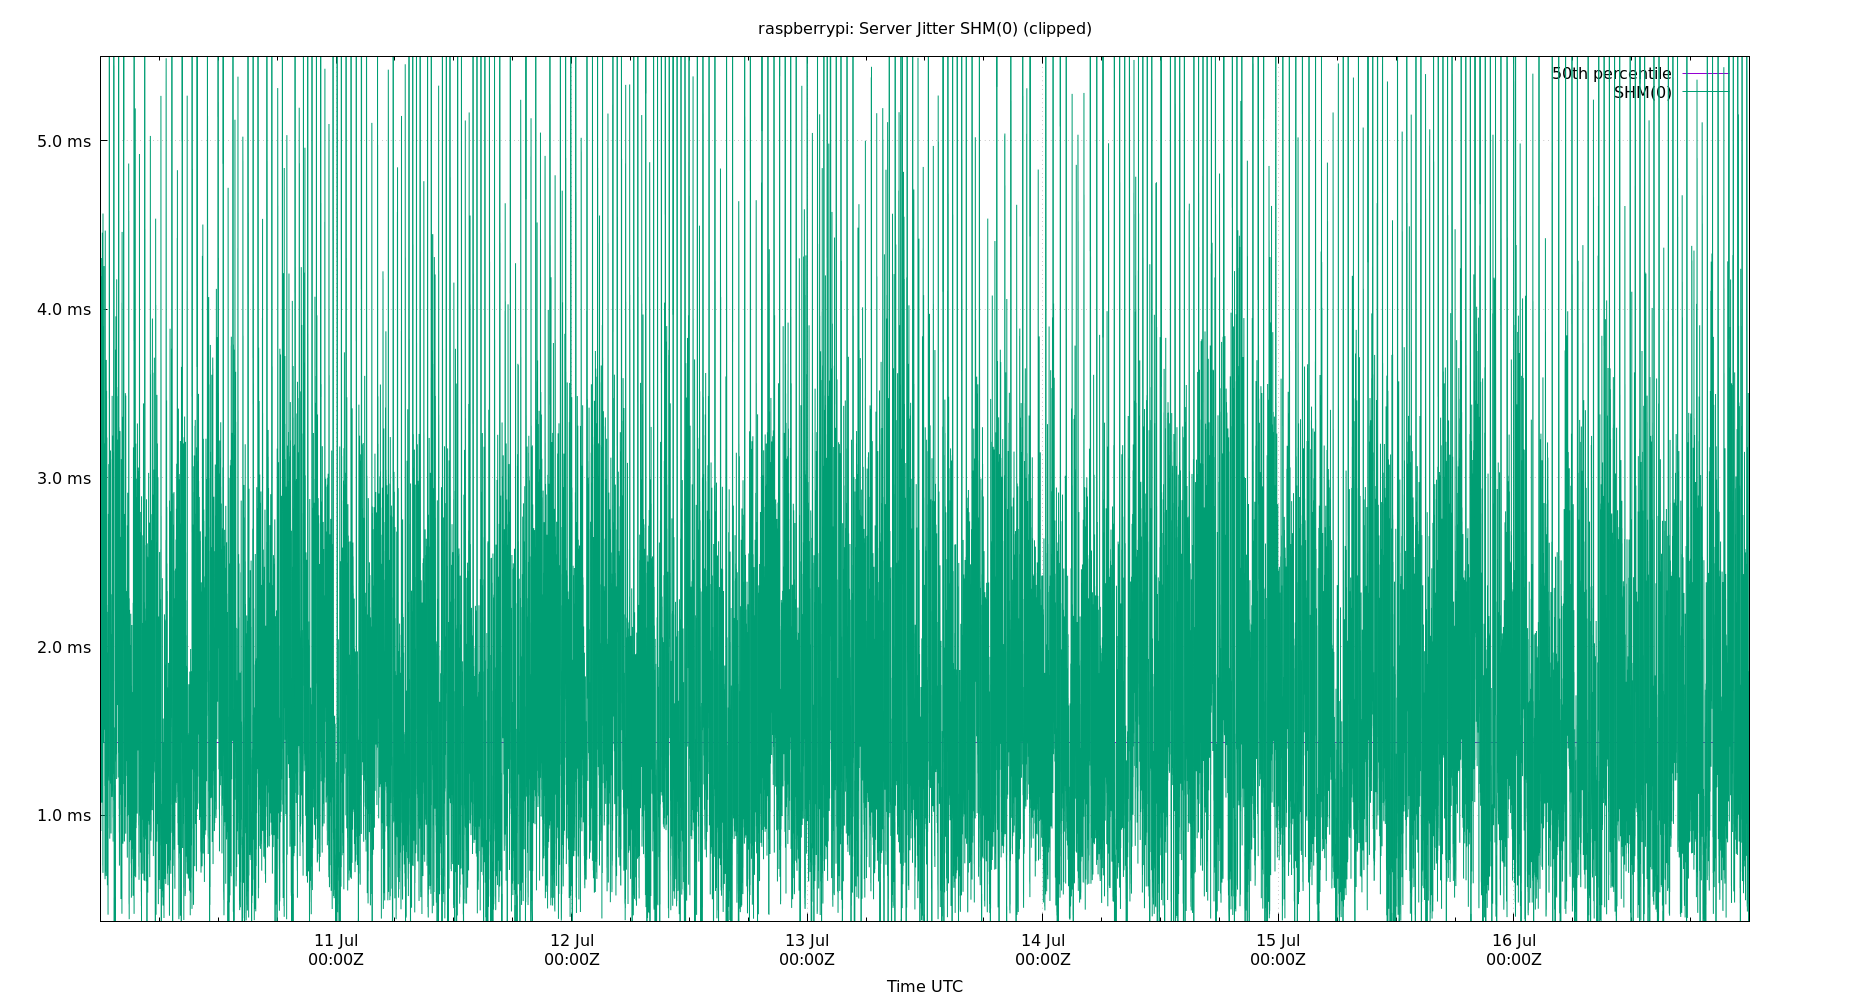 raspberrypi: Server Jitter SHM(0) (clipped)
50th percentile
SHM(0)
5.0 ms
4.0 ms
3.0 ms
2.0 ms
1.0 ms
11 Jul 12 Jul 13 Jul 14 Jul 15 Jul 16 Jul
00:00Z 00:00Z 00:00Z 00:00Z 00:00Z 00:00Z
Time UTC